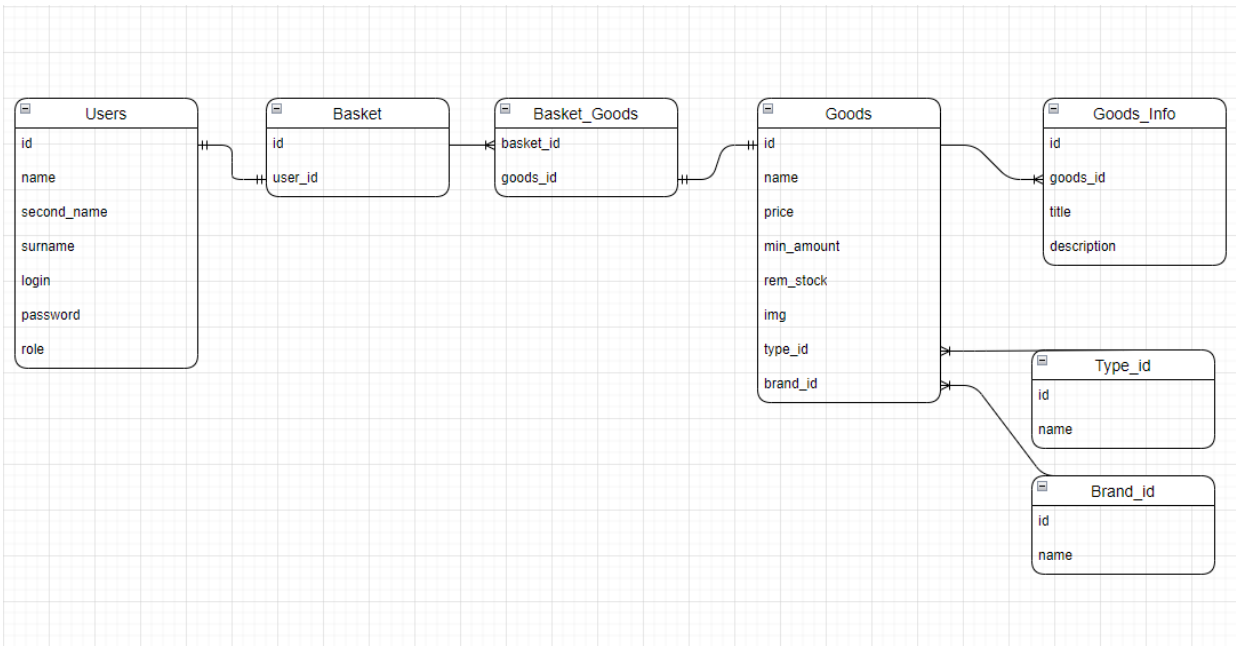 Users
id
name
second_name
surname
login
password
role
Basket
id
user_id
Basket_Goods
basket_id
goods_id
Goods
id
name
price
min_amount
rem_stock
img
type_id
brand_id
Goods_Info
id
goods_id
title
description
Type_id
id
name
Brand_id
id
name